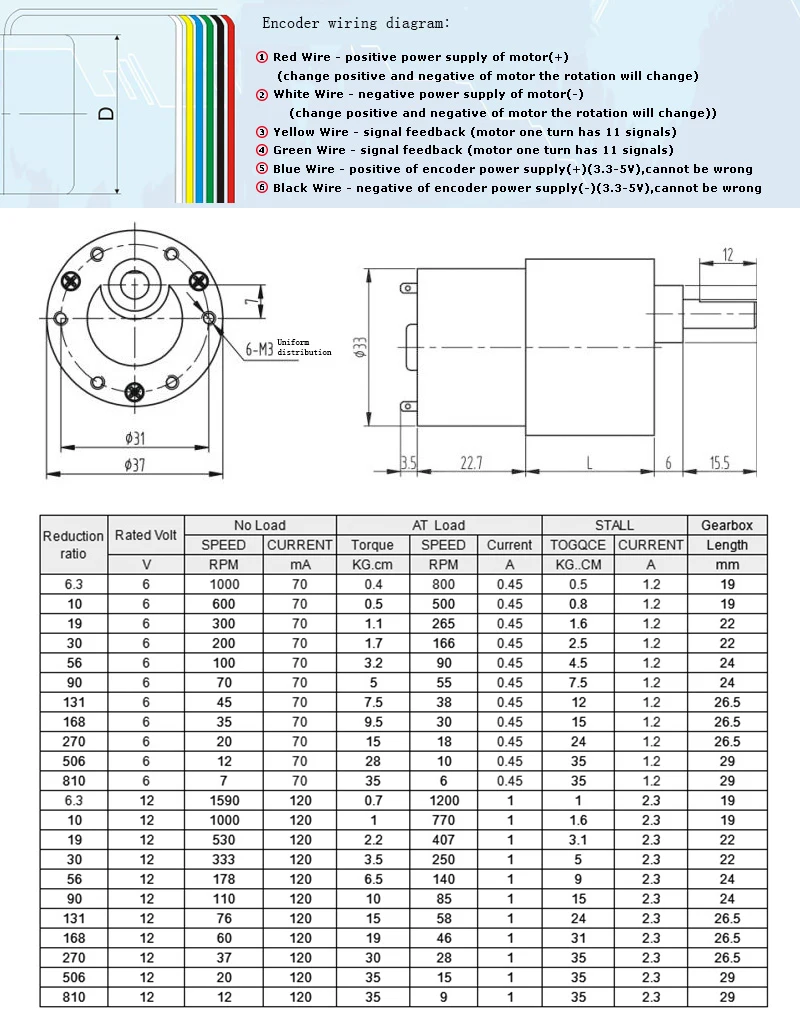 Encoder wiring diagram:
① Red Wire - positive power supply of motor(+)
(change positive and negative of motor the rotation will change)
② White Wire - negative power supply of motor(-)
(change positive and negative of motor the rotation will change))
③ Yellow Wire - signal feedback (motor one turn has 11 signals)
④ Green Wire - signal feedback (motor one turn has 11 signals)
⑤ Blue Wire - positive of encoder power supply(+)(3.3-5V),cannot be wrong
⑥ Black Wire - negative of encoder power supply(-)(3.3-5V),cannot be wrong
D
7
6-M3 Uniform
distribution
φ31
φ37
12
φ33
3.5 22.7 L 6 15.5
Reduction ratio Rated Volt No Load AT Load STALL Gearbox
SPEED CURRENT Torque SPEED Current TOGQCE CURRENT Length
V RPM mA KG.cm RPM A KG..CM A mm
6.3 6 1000 70 0.4 800 0.45 0.5 1.2 19
10 6 600 70 0.5 500 0.45 0.8 1.2 19
19 6 300 70 1.1 265 0.45 1.6 1.2 22
30 6 200 70 1.7 166 0.45 2.5 1.2 22
56 6 100 70 3.2 90 0.45 4.5 1.2 24
90 6 70 70 5 55 0.45 7.5 1.2 24
131 6 45 70 7.5 38 0.45 12 1.2 26.5
168 6 35 70 9.5 30 0.45 15 1.2 26.5
270 6 20 70 15 18 0.45 24 1.2 26.5
506 6 12 70 28 10 0.45 35 1.2 29
810 6 7 70 35 6 0.45 35 1.2 29
6.3 12 1590 120 0.7 1200 1 1 2.3 19
10 12 1000 120 1 770 1 1.6 2.3 19
19 12 530 120 2.2 407 1 3.1 2.3 22
30 12 333 120 3.5 250 1 5 2.3 22
56 12 178 120 6.5 140 1 9 2.3 24
90 12 110 120 10 85 1 15 2.3 24
131 12 76 120 15 58 1 24 2.3 26.5
168 12 60 120 19 46 1 31 2.3 26.5
270 12 37 120 30 28 1 35 2.3 26.5
506 12 20 120 35 15 1 35 2.3 29
810 12 12 120 35 9 1 35 2.3 29